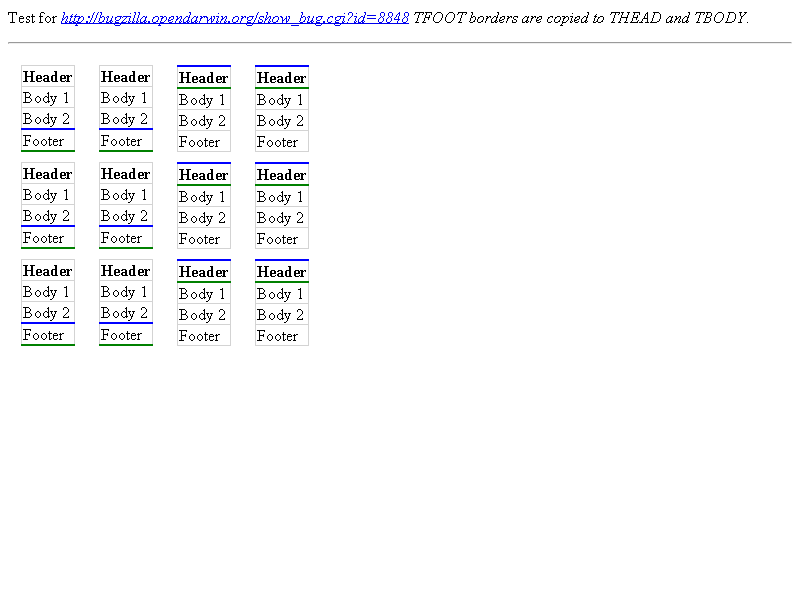 Test for http://bugzilla.opendarwin.org/show_bug.cgi?id=8848 TFOOT borders are copied to THEAD and TBODY.
Header Header Header Header
Body 1 Body 1 Body 1 Body 1
Body 2 Body 2 Body 2 Body 2
Footer Footer Footer Footer
Header Header Header Header
Body 1 Body 1 Body 1 Body 1
Body 2 Body 2 Body 2 Body 2
Footer Footer Footer Footer
Header Header Header Header
Body 1 Body 1 Body 1 Body 1
Body 2 Body 2 Body 2 Body 2
Footer Footer Footer Footer